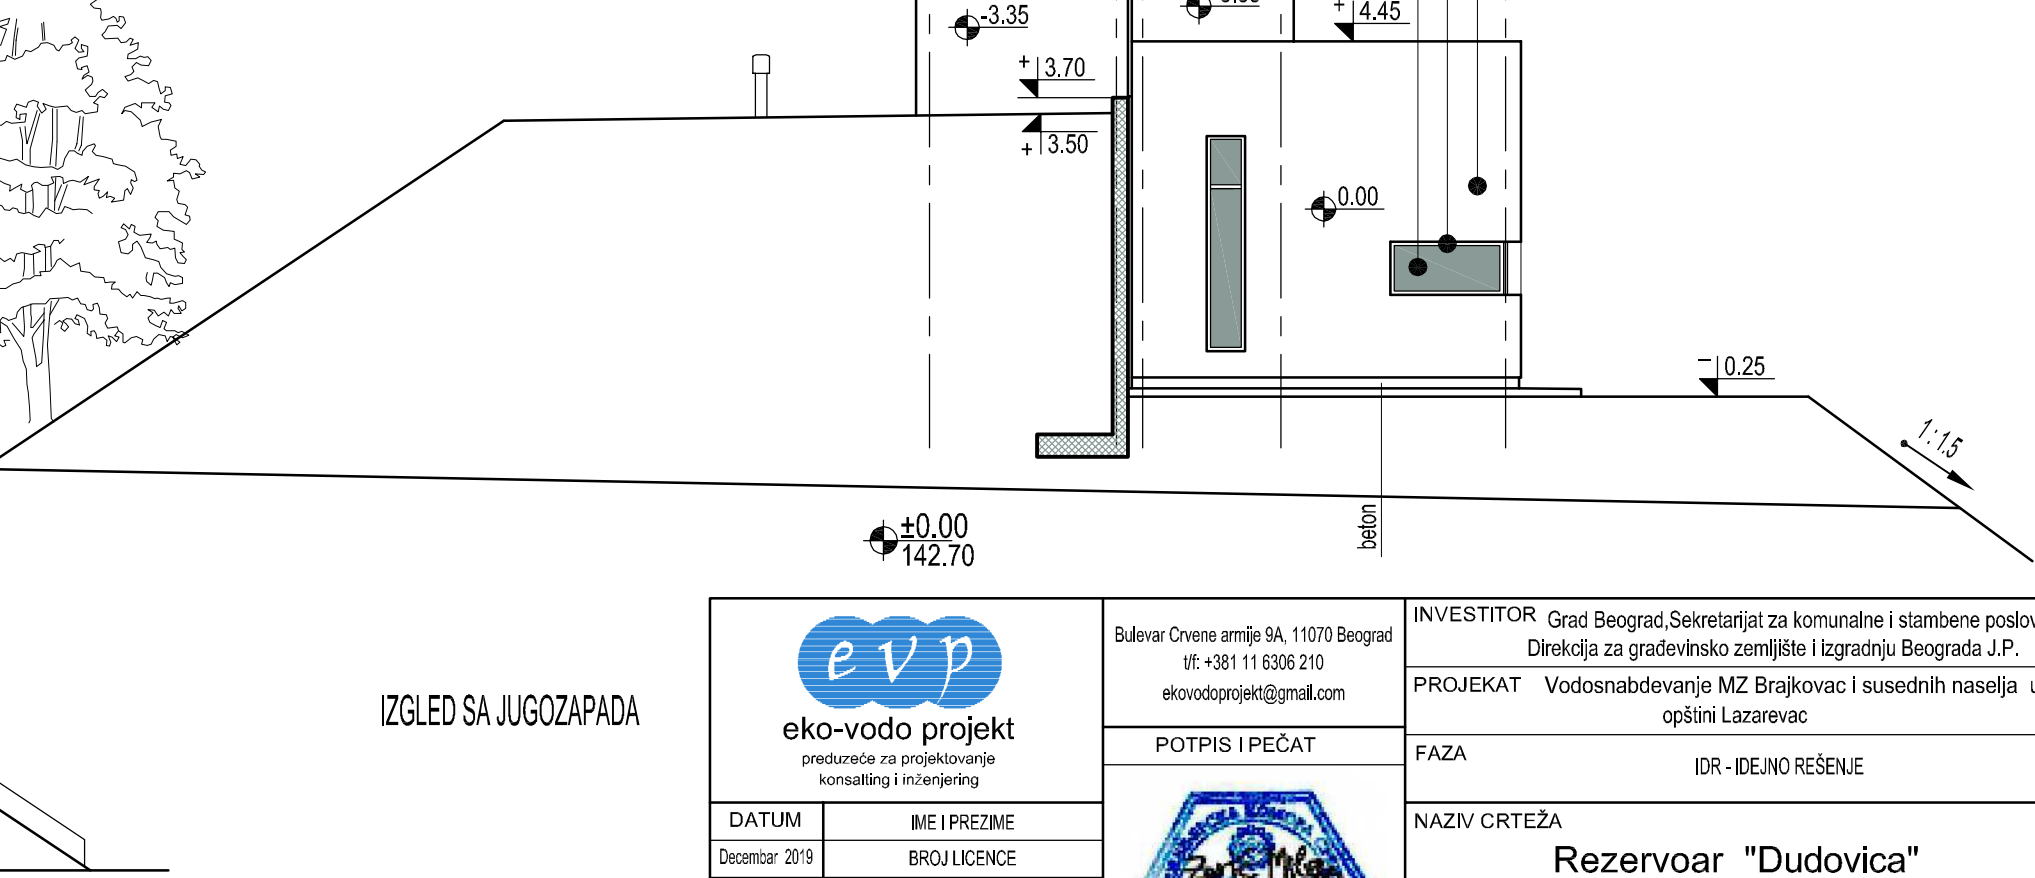 -3.35
+ 4.45
+ 3.70
+ 3.50
0.00
– 0.25
1:1.5
±0.00
142.70
beton
IZGLED SA JUGOZAPADA
evp
eko-vodo projekt
preduzeće za projektovanje
konsalting i inženjering
DATUM
IME I PREZIME
Decembar 2019
BROJ LICENCE
Bulevar Crvene armije 9A, 11070 Beograd
t/f: +381 11 6306 210
ekovodoprojekt@gmail.com
POTPIS I PEČAT
INVESTITOR Grad Beograd,Sekretarijat za komunalne i stambene poslov
Direkcija za građevinsko zemljište i izgradnju Beograda J.P.
PROJEKAT Vodosnabdevanje MZ Brajkovac i susednih naselja u
opštini Lazarevac
FAZA
IDR - IDEJNO REŠENJE
NAZIV CRTEŽA
Rezervoar "Dudovica"